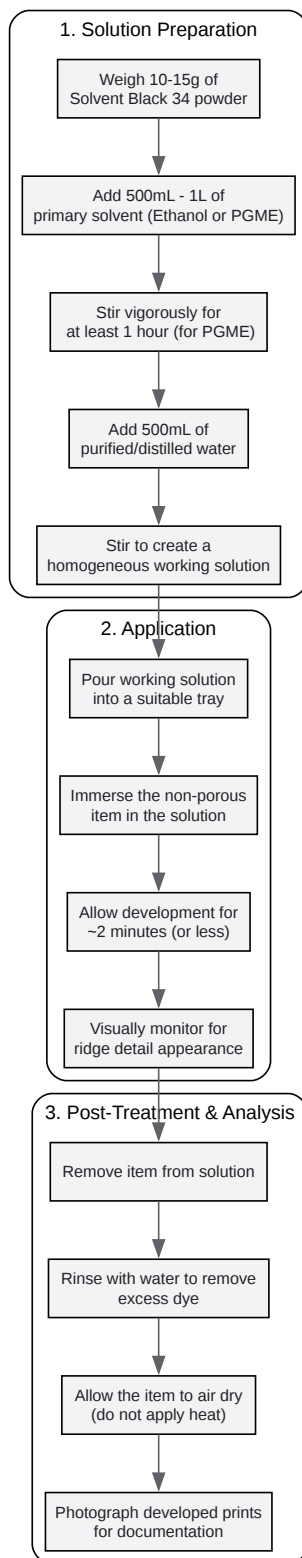 1. Solution Preparation
Weigh 10-15g of
Solvent Black 34 powder
Add 500mL - 1L of
primary solvent (Ethanol or PGME)
Stir vigorously for
at least 1 hour (for PGME)
Add 500mL of
purified/distilled water
Stir to create a
homogeneous working solution
2. Application
Pour working solution
into a suitable tray
Immerse the non-porous
item in the solution
Allow development for
~2 minutes (or less)
Visually monitor for
ridge detail appearance
3. Post-Treatment & Analysis
Remove item from solution
Rinse with water to remove
excess dye
Allow the item to air dry
(do not apply heat)
Photograph developed prints
for documentation